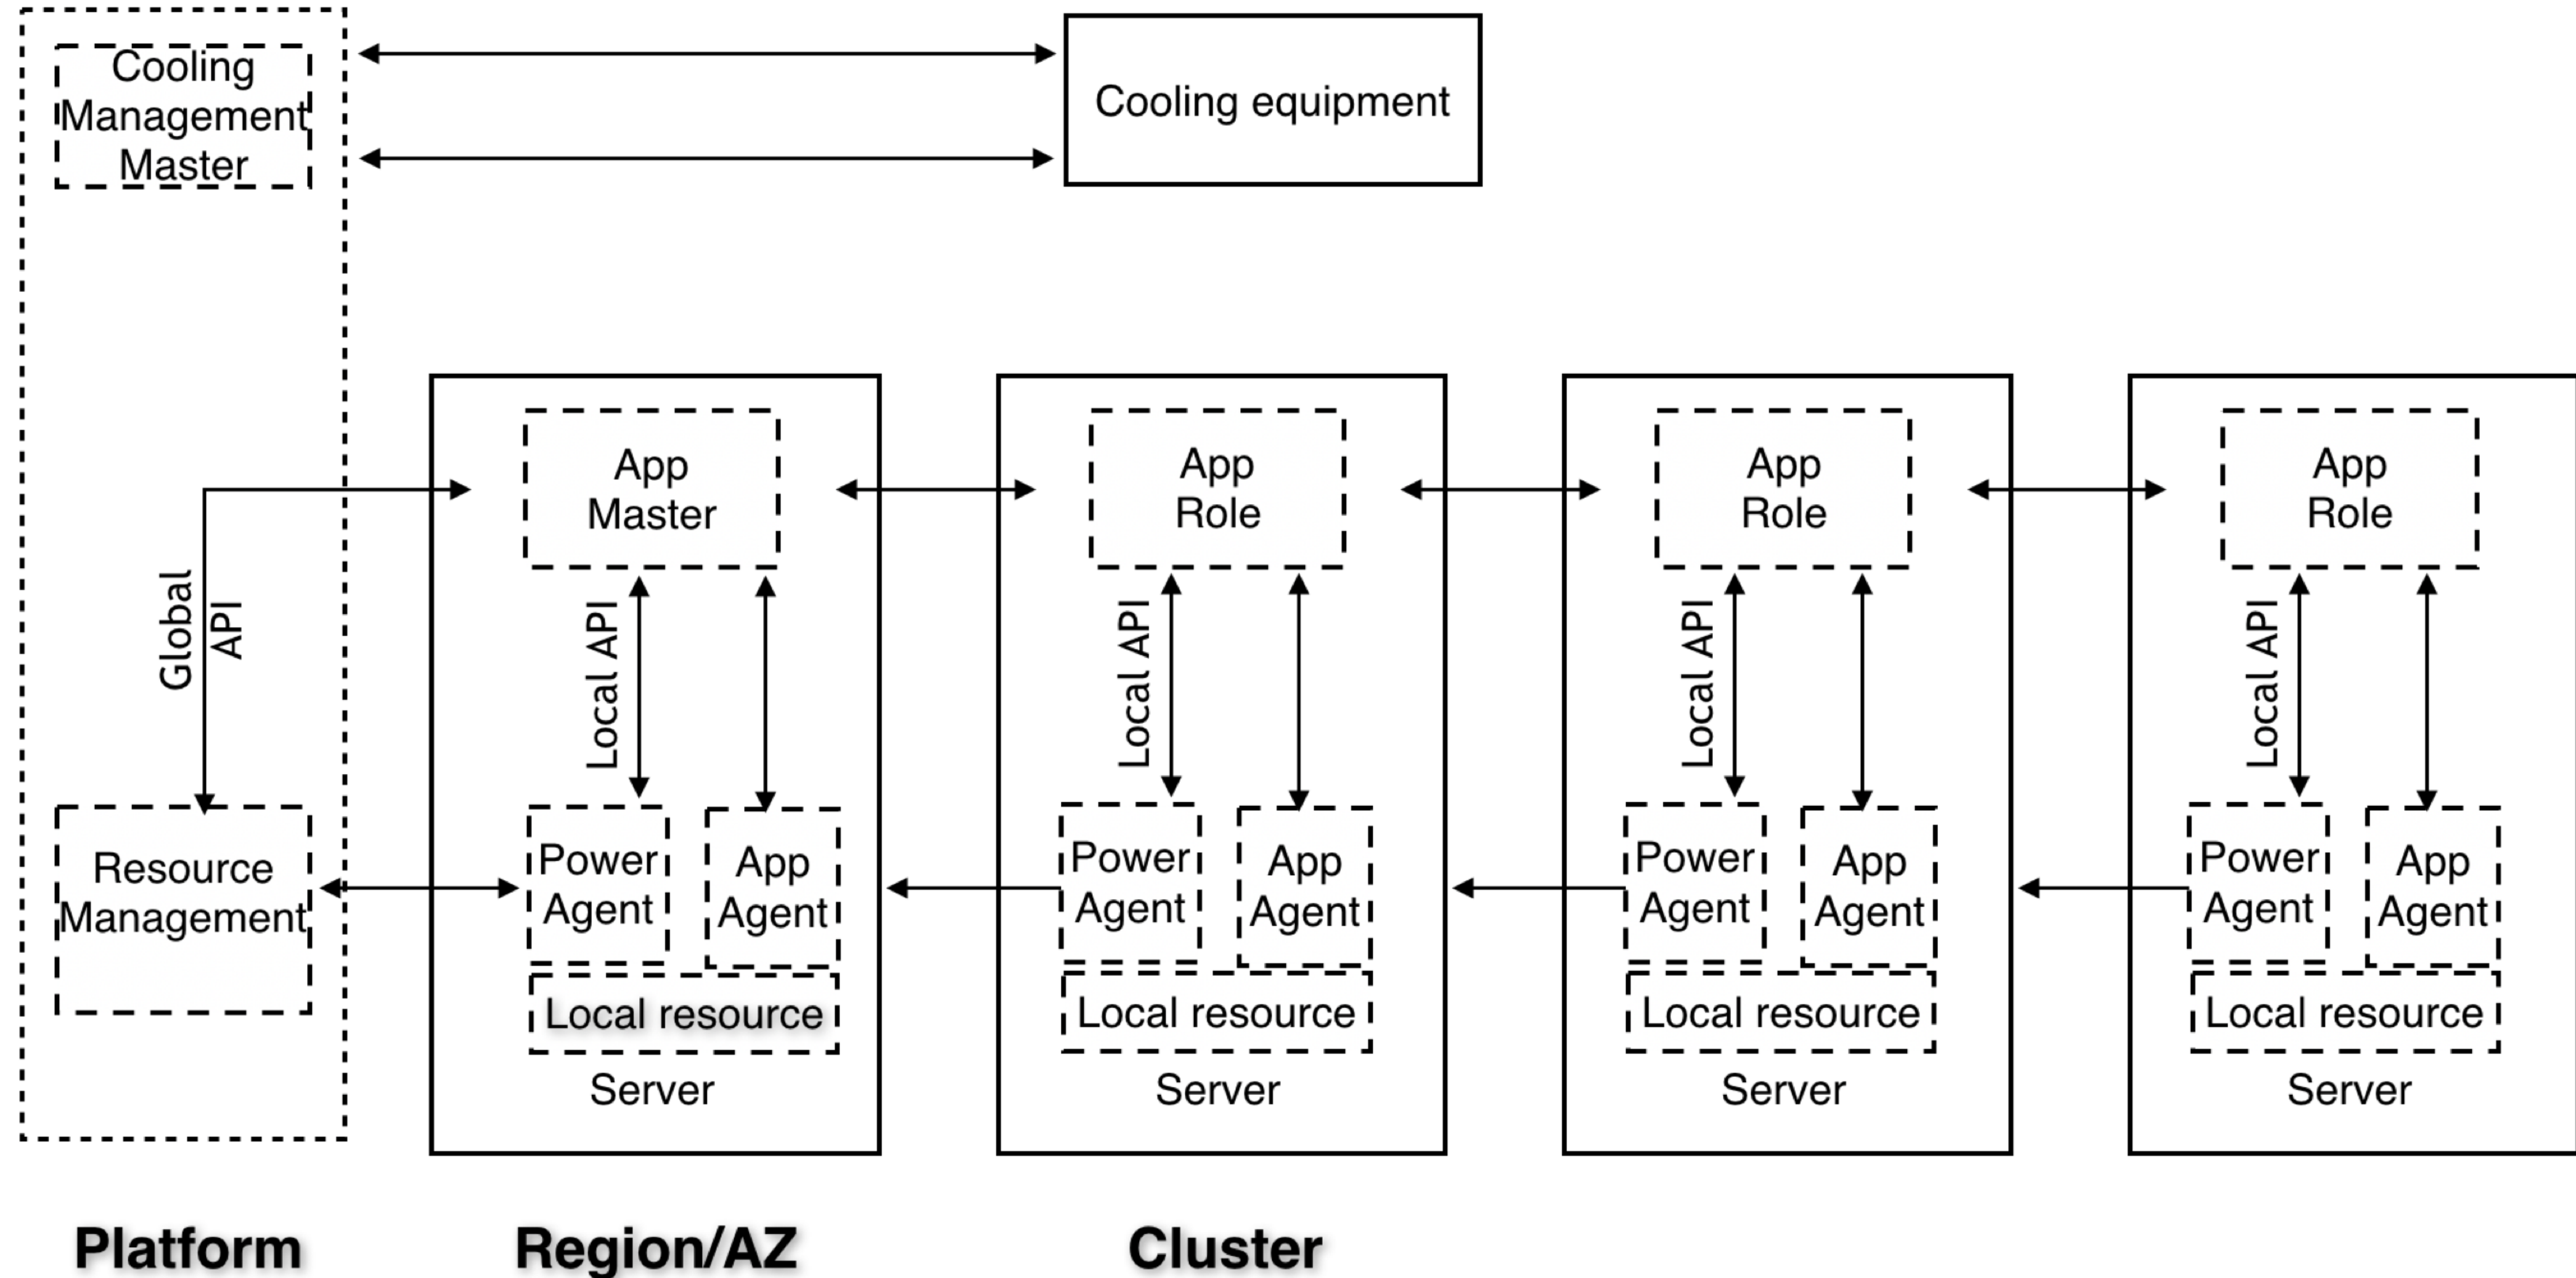 Cooling
Management
Master
Cooling equipment
App
Master
App
Role
App
Role
App
Role
Global
API
Local API
Local API
Local API
Local API
Resource
Management
Power
Agent
App
Agent
Power
Agent
App
Agent
Power
Agent
App
Agent
Power
Agent
App
Agent
Local resource
Local resource
Local resource
Local resource
Server
Server
Server
Server
Platform
Region/AZ
Cluster